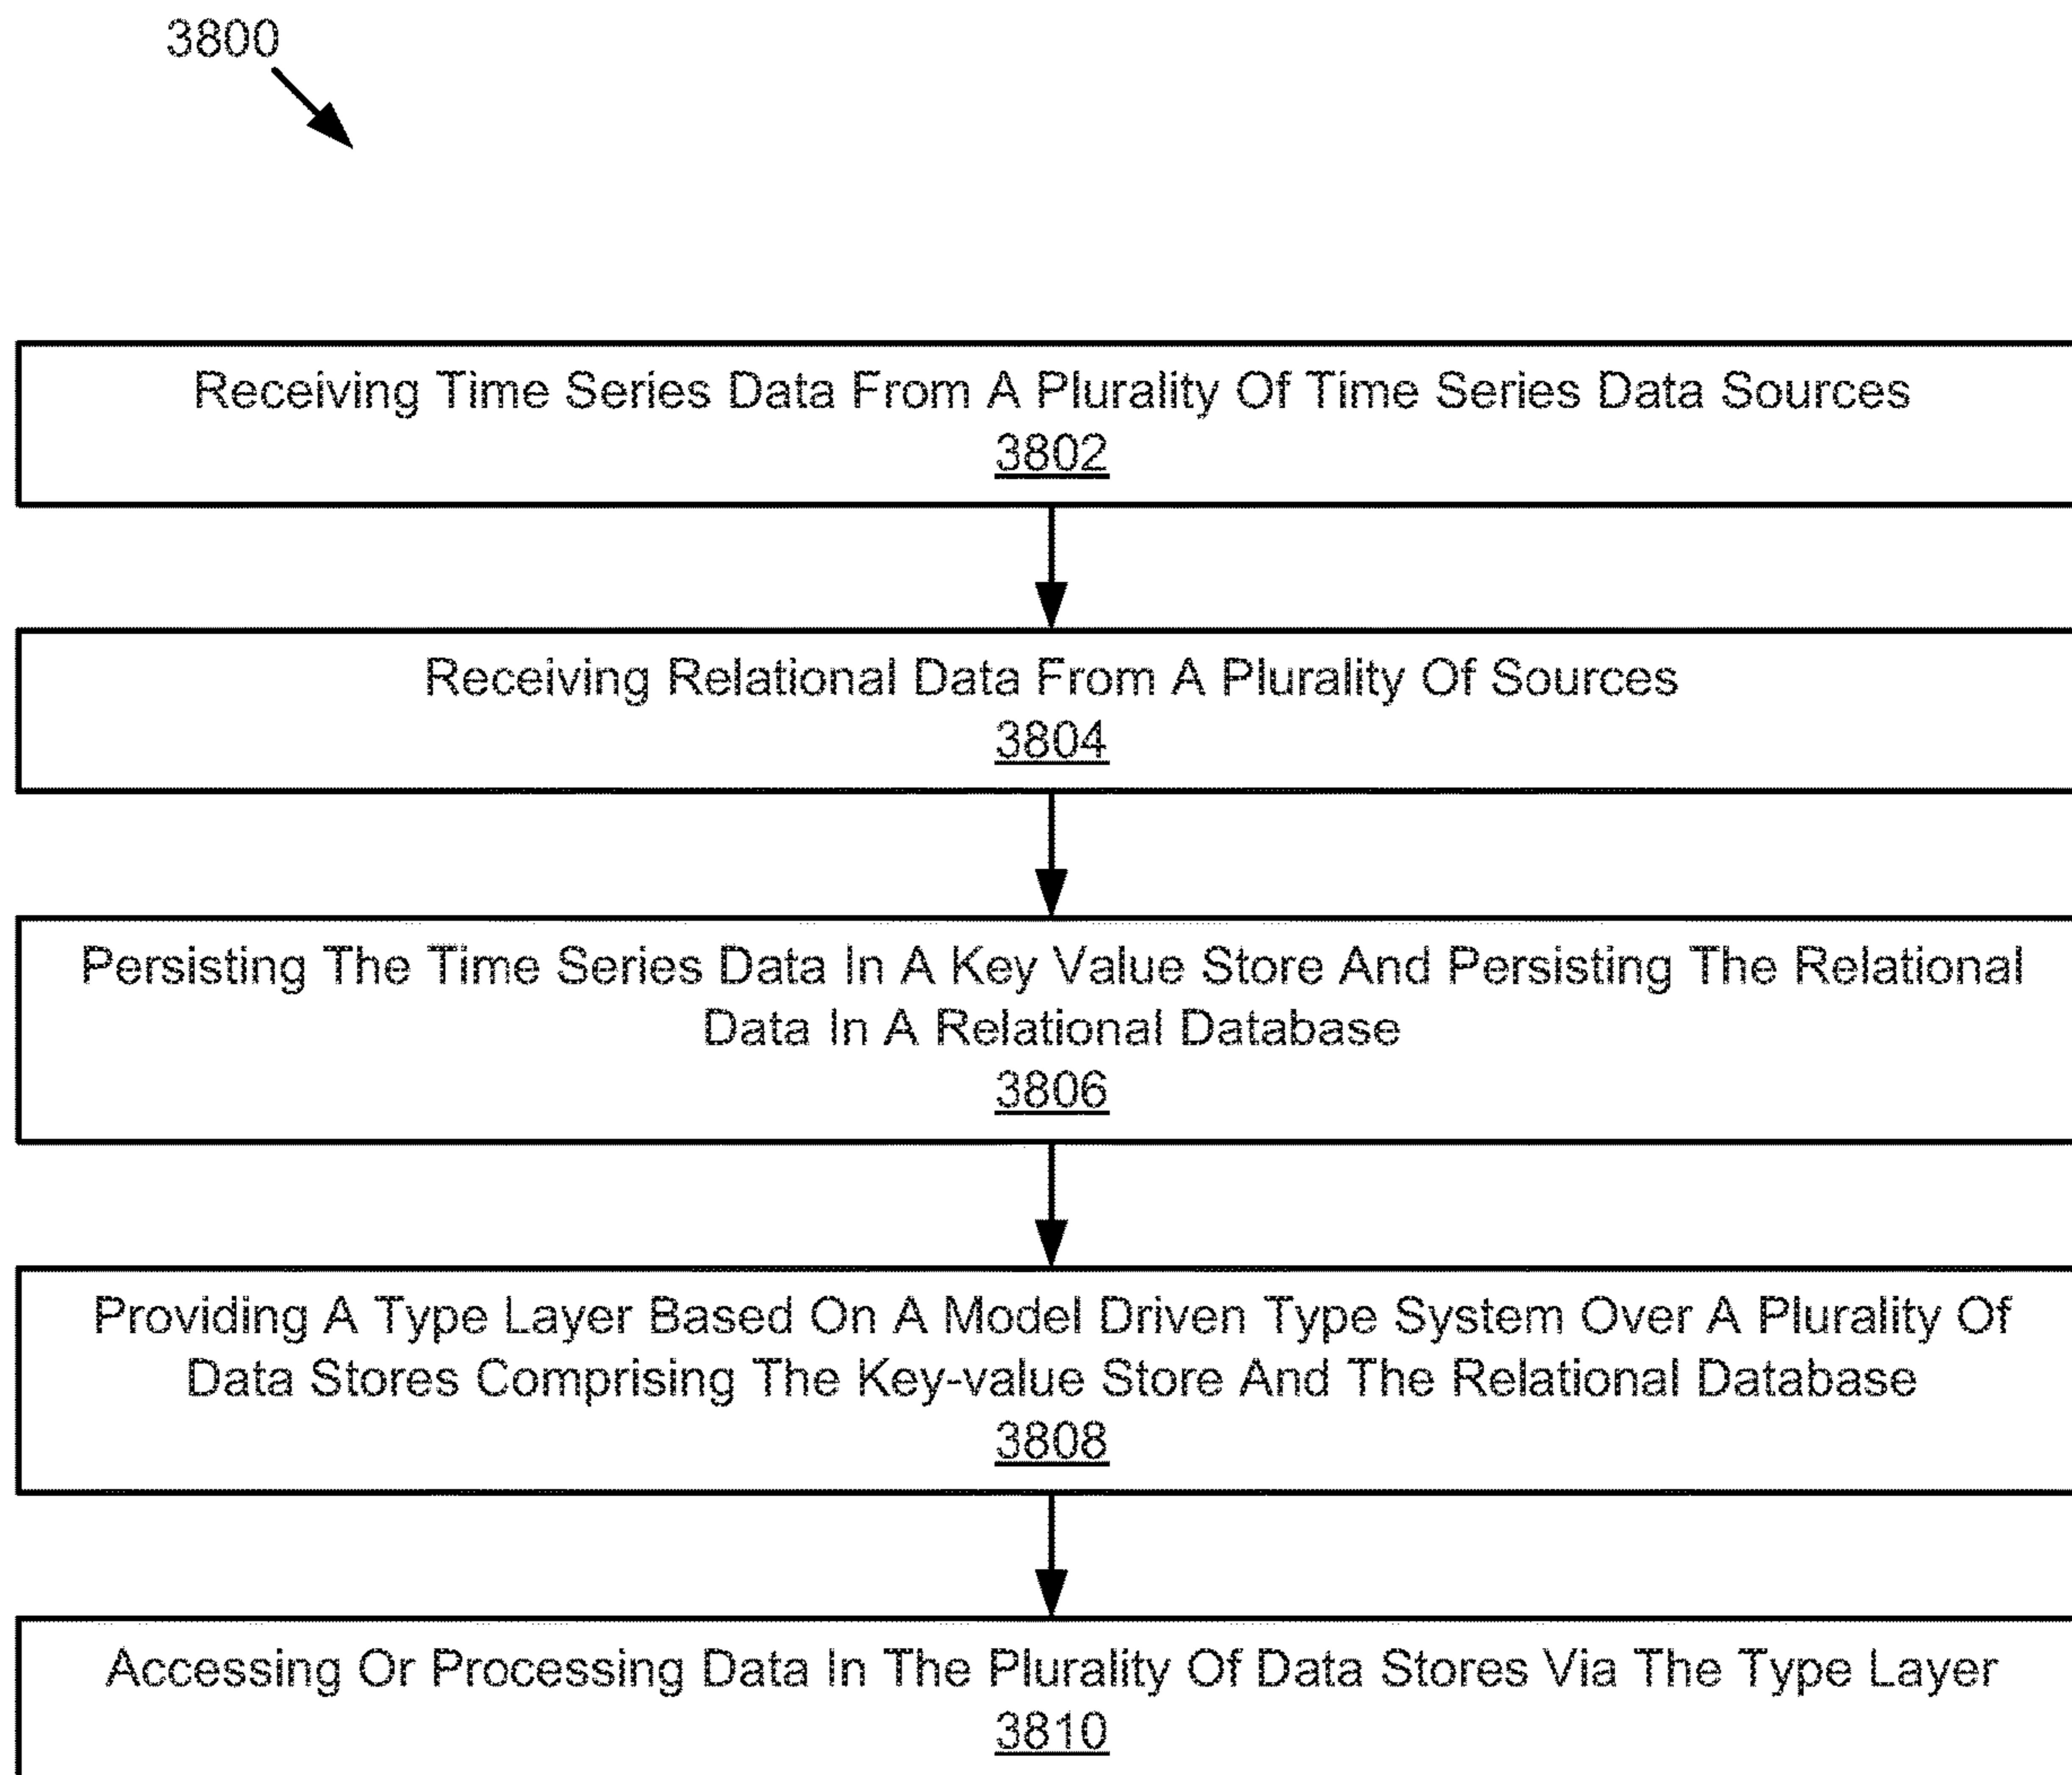 3800
Receiving Time Series Data From A Plurality Of Time Series Data Sources
3802
Receiving Relational Data From A Plurality Of Sources
3804
Persisting The Time Series Data In A Key Value Store And Persisting The Relational
Data In A Relational Database
3806
Providing A Type Layer Based On A Model Driven Type System Over A Plurality Of
Data Stores Comprising The Key-value Store And The Relational Database
3808
Accessing Or Processing Data In The Plurality Of Data Stores Via The Type Layer
3810